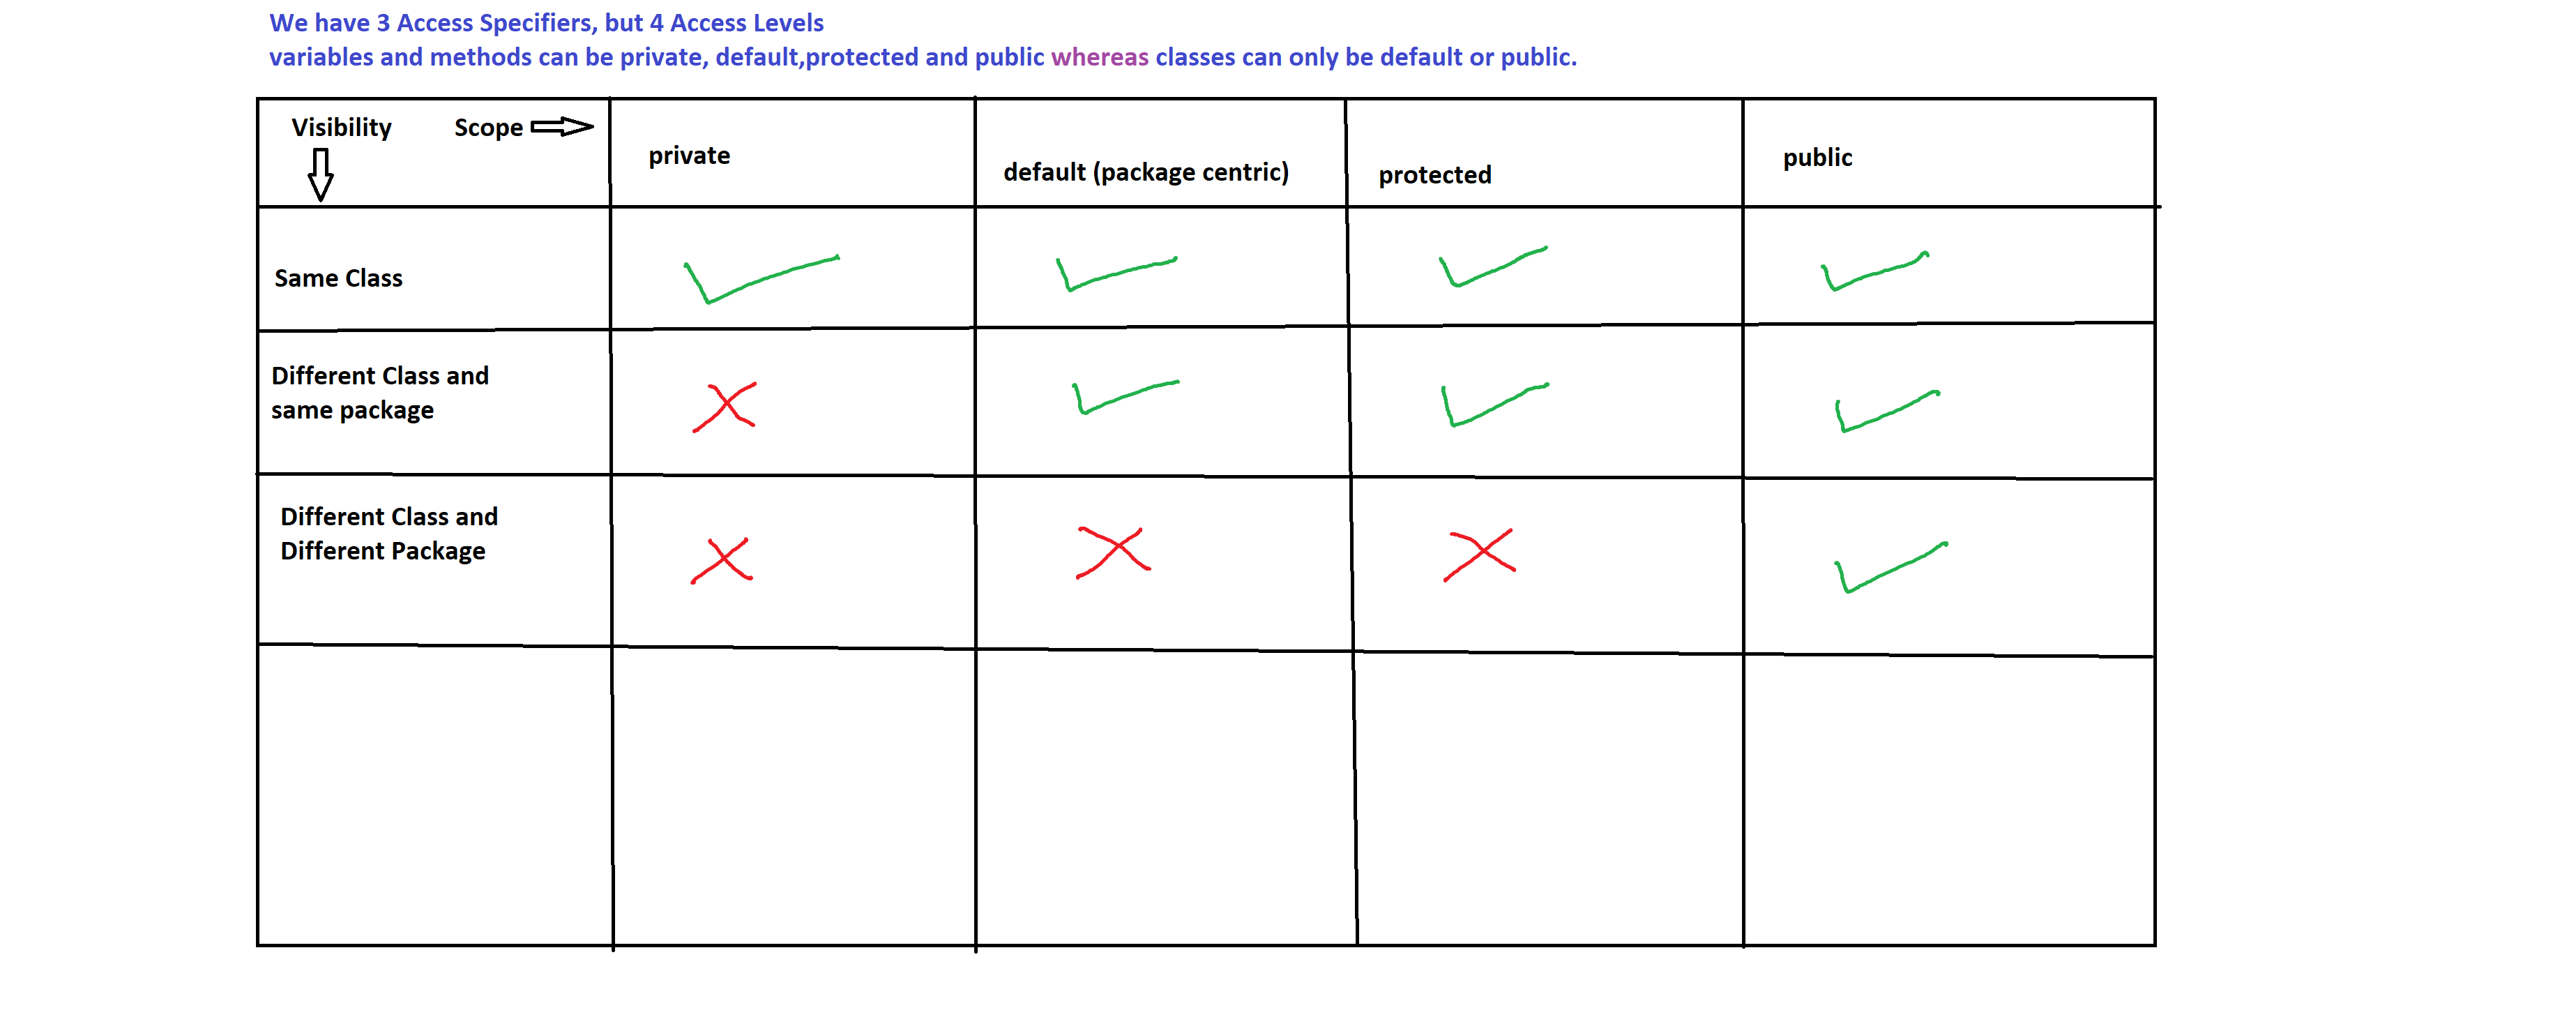 We have 3 Access Specifiers, but 4 Access Levels
variables and methods can be private, default,protected and public whereas classes can only be default or public.
Visibility Scope
private
default (package centric)
protected
public
Same Class
Different Class and
same package
Different Class and
Different Package